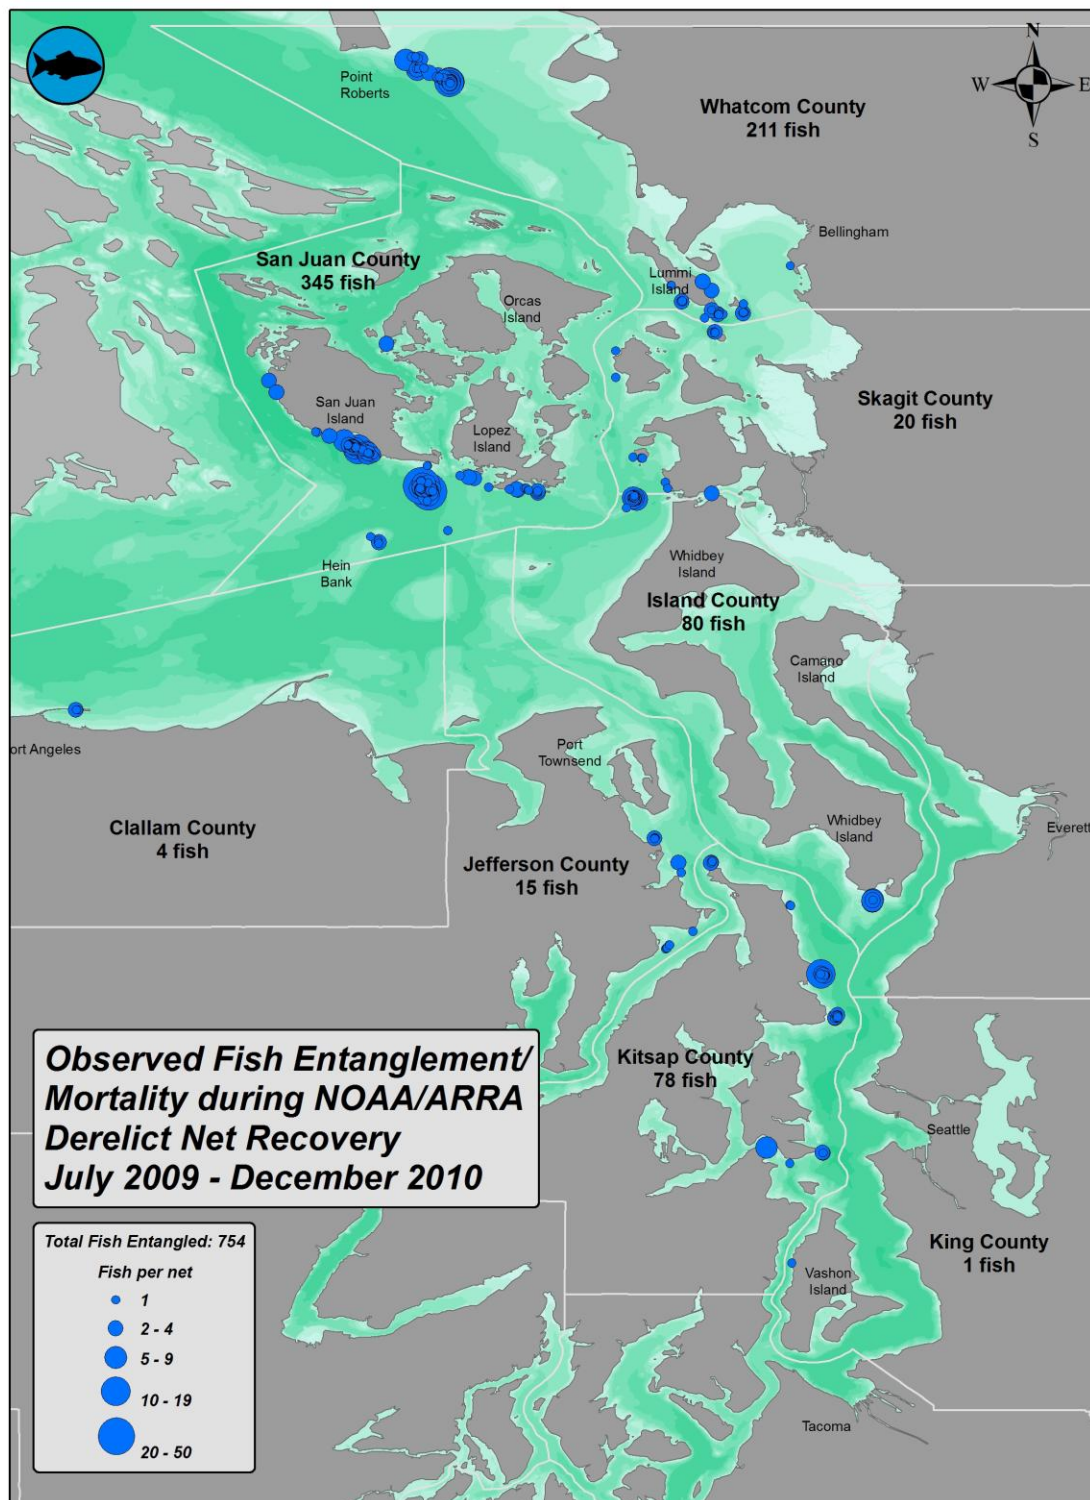 Point
Roberts
Whatcom County
211 fish
N
W
E
S
Bellingham
San Juan County
345 fish
Lummi
Island
Orcas
Island
Skagit County
20 fish
San Juan
Island
Lopez
Island
Hein
Bank
Whidbey
Island
Island County
80 fish
Camano
Island
ort Angeles
Port
Townsend
Clallam County
4 fish
Whidbey
Island
Everett
Jefferson County
15 fish
Observed Fish Entanglement/
Mortality during NOAA/ARRA
Derelict Net Recovery
July 2009 - December 2010
Kitsap County
78 fish
Seattle
King County
1 fish
Vashon
Island
Tacoma
Total Fish Entangled: 754
Fish per net
1
2 - 4
5 - 9
10 - 19
20 - 50